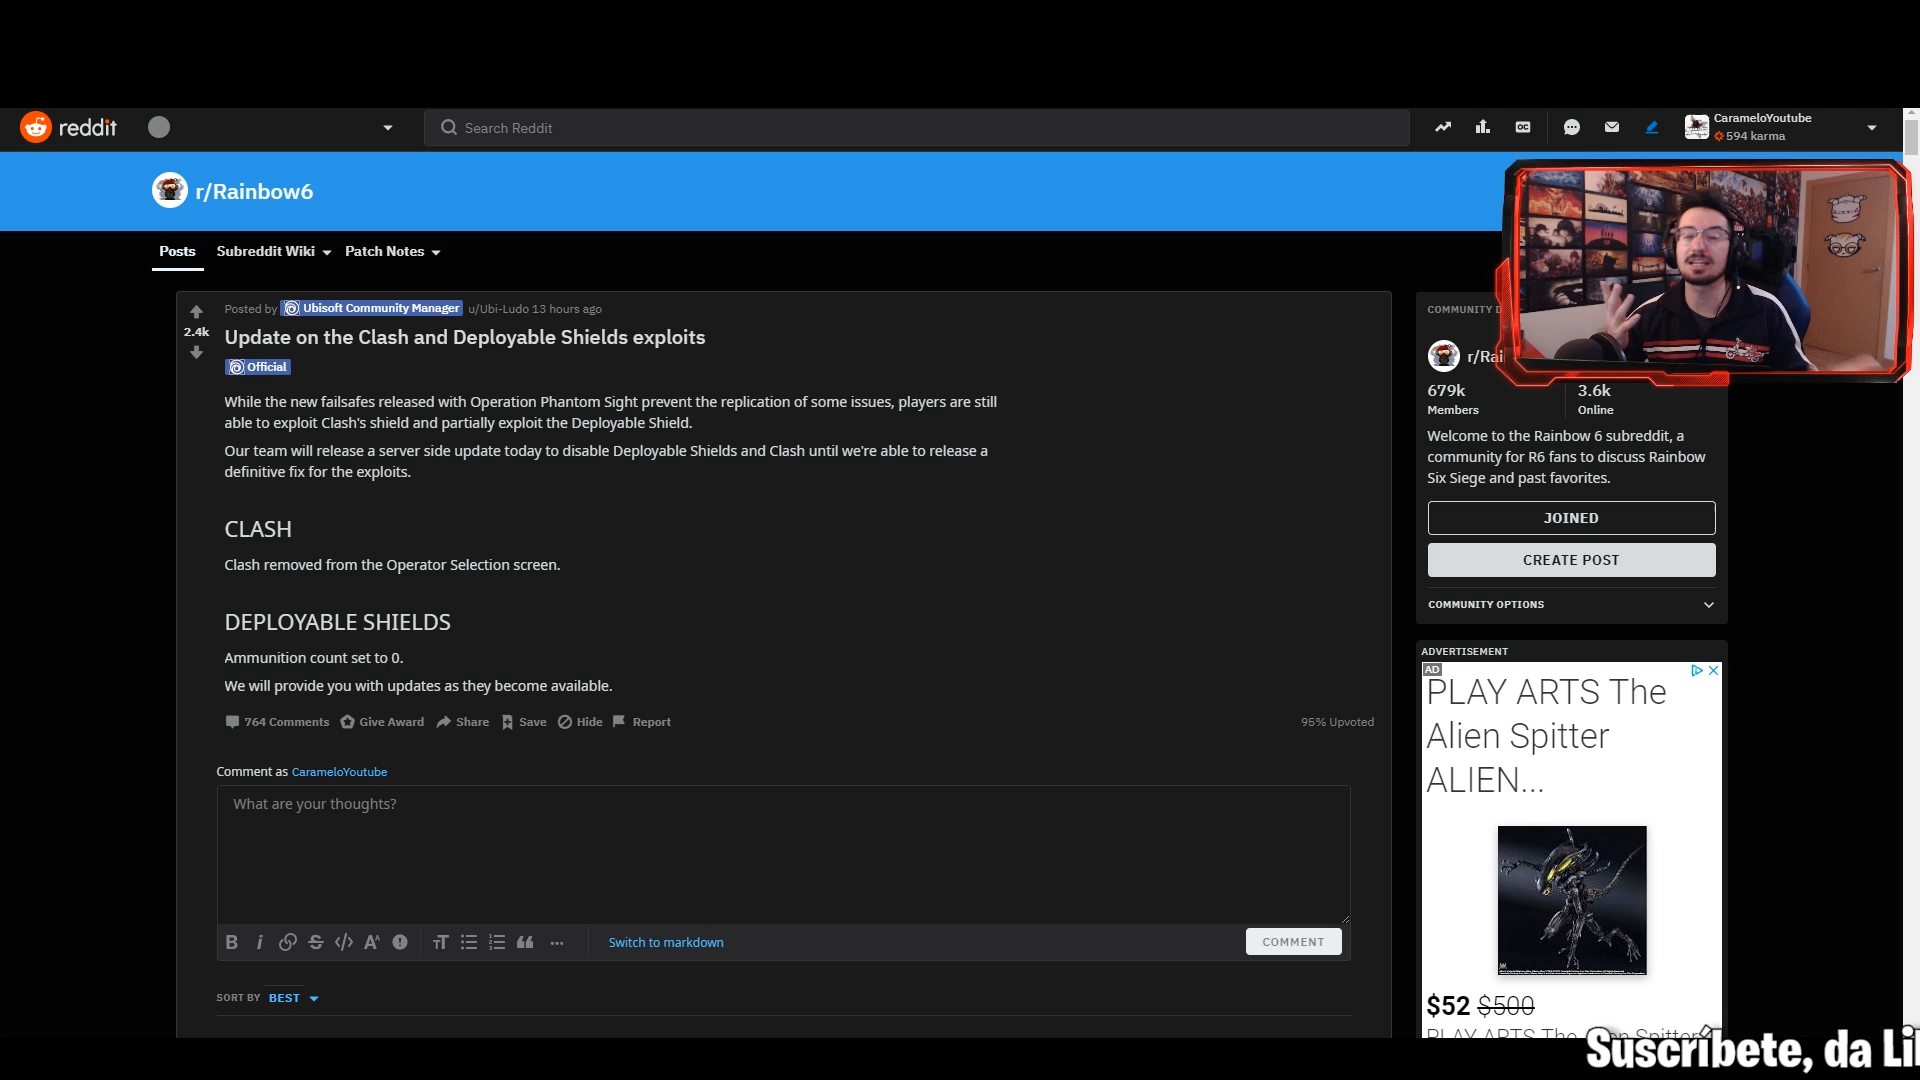 reddit
Search Reddit
CarameloYoutube
594 karma
r/Rainbow6
Posts Subreddit Wiki Patch Notes
2.4k
Posted by Ubisoft Community Manager u/Ubi-Ludo 13 hours ago
Update on the Clash and Deployable Shields exploits
Official
While the new failsafes released with Operation Phantom Sight prevent the replication of some issues, players are still
able to exploit Clash's shield and partially exploit the Deployable Shield.
Our team will release a server side update today to disable Deployable Shields and Clash until we're able to release a
definitive fix for the exploits.
CLASH
Clash removed from the Operator Selection screen.
DEPLOYABLE SHIELDS
Ammunition count set to 0.
We will provide you with updates as they become available.
764 Comments Give Award Share Save Hide Report 95% Upvoted
Comment as CarameloYoutube
What are your thoughts?
Switch to markdown
COMMENT
SORT BY BEST
COMMUNITY D
r/Rai
679k 3.6k
Members Online
Welcome to the Rainbow 6 subreddit, a
community for R6 fans to discuss Rainbow
Six Siege and past favorites.
JOINED
CREATE POST
COMMUNITY OPTIONS
ADVERTISEMENT
AD
PLAY ARTS The
Alien Spitter
ALIEN...
$52 $500
PLAY ARTS The Spitter
Suscríbete, da Li